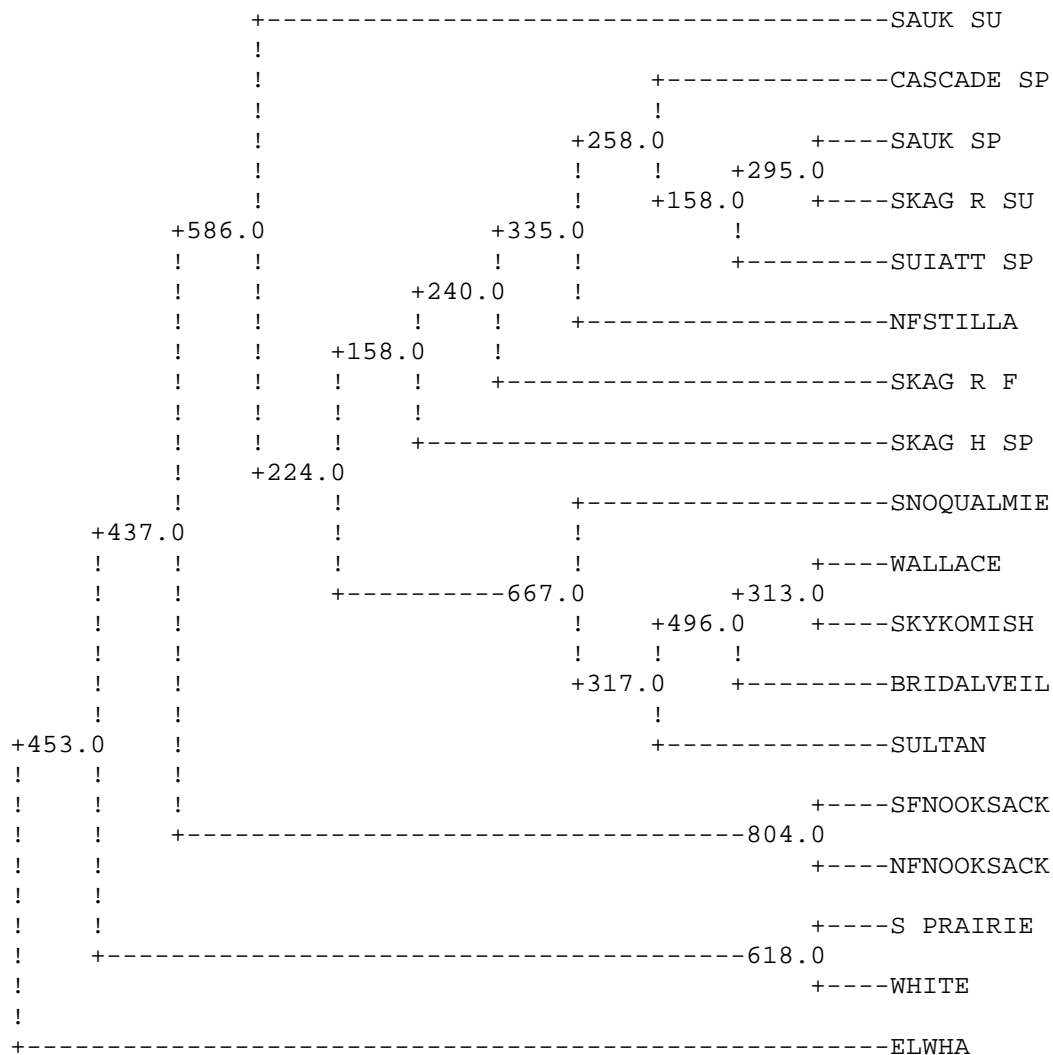 SAUK SU
CASCADE SP
+258.0 SAUK SP
+295.0
+158.0 SKAG R SU
+586.0 +335.0
SUIATT SP
+240.0
NFSTILLA
+158.0
SKAG R F
SKAG H SP
+224.0
SNOQUALMIE
+437.0
WALLACE
667.0 +313.0
+496.0 SKYKOMISH
+317.0 BRIDALVEIL
+453.0 SULTAN
SFNOOKSACK
804.0
NFNOOKSACK
S PRAIRIE
618.0
WHITE
ELWHA